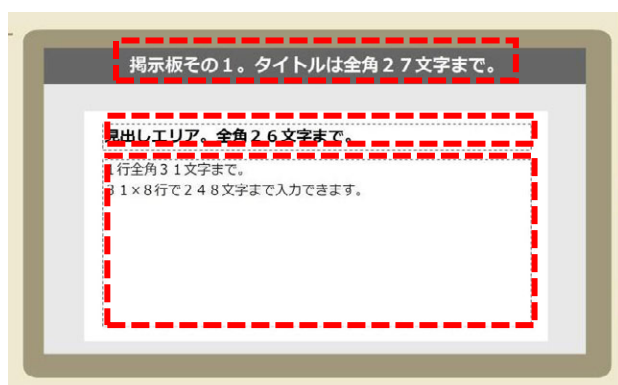 掲示板その１。タイトルは全角２７文字まで。
見出しエリア。全角２６文字まで。
１行全角３１文字まで。
３１×８行で２４８文字まで入力できます。